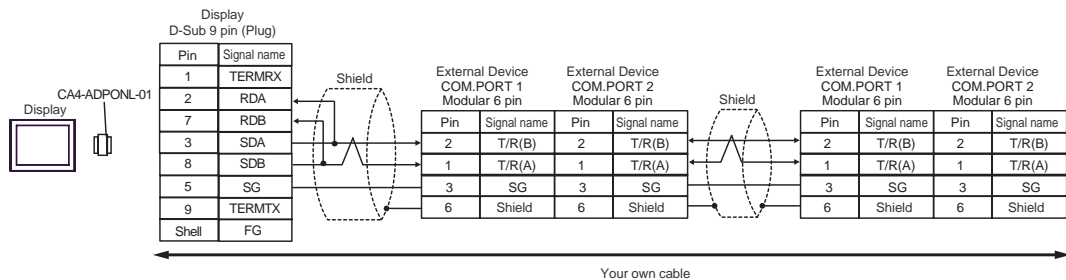 Display
D-Sub 9 pin (Plug)
Pin Signal name
1 TERMRX
2 RDA
7 RDB
3 SDA
8 SDB
5 SG
9 TERMTX
Shell FG
Display
CA4-ADPONL-01
Shield
External Device
COM.PORT 1
Modular 6 pin
External Device
COM.PORT 2
Modular 6 pin
Pin Signal name Pin Signal name
2 T/R(B) 2 T/R(B)
1 T/R(A) 1 T/R(A)
3 SG 3 SG
6 Shield 6 Shield
Shield
External Device
COM.PORT 1
Modular 6 pin
External Device
COM.PORT 2
Modular 6 pin
Pin Signal name Pin Signal name
2 T/R(B) 2 T/R(B)
1 T/R(A) 1 T/R(A)
3 SG 3 SG
6 Shield 6 Shield
Your own cable